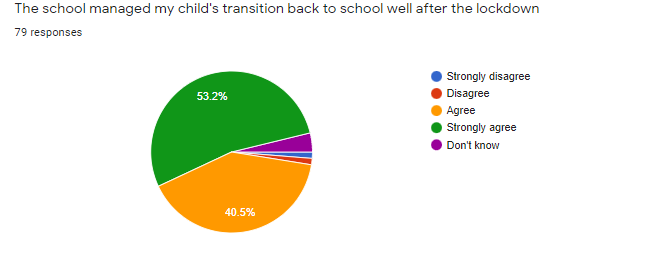 The school managed my child's transition back to school well after the lockdown
79 responses
Strongly disagree
Disagree
Agree
Strongly agree
Don't know
53.2%
40.5%